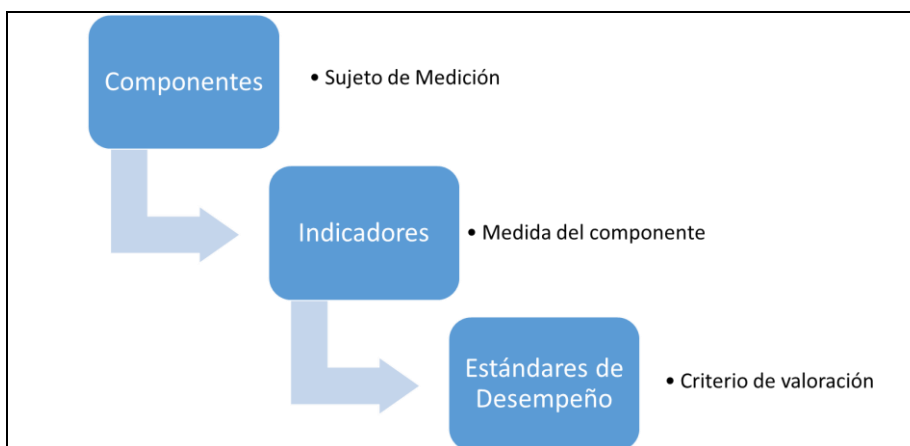 Componentes
• Sujeto de Medición
Indicadores
• Medida del componente
Estándares de
Desempeño
• Criterio de valoración